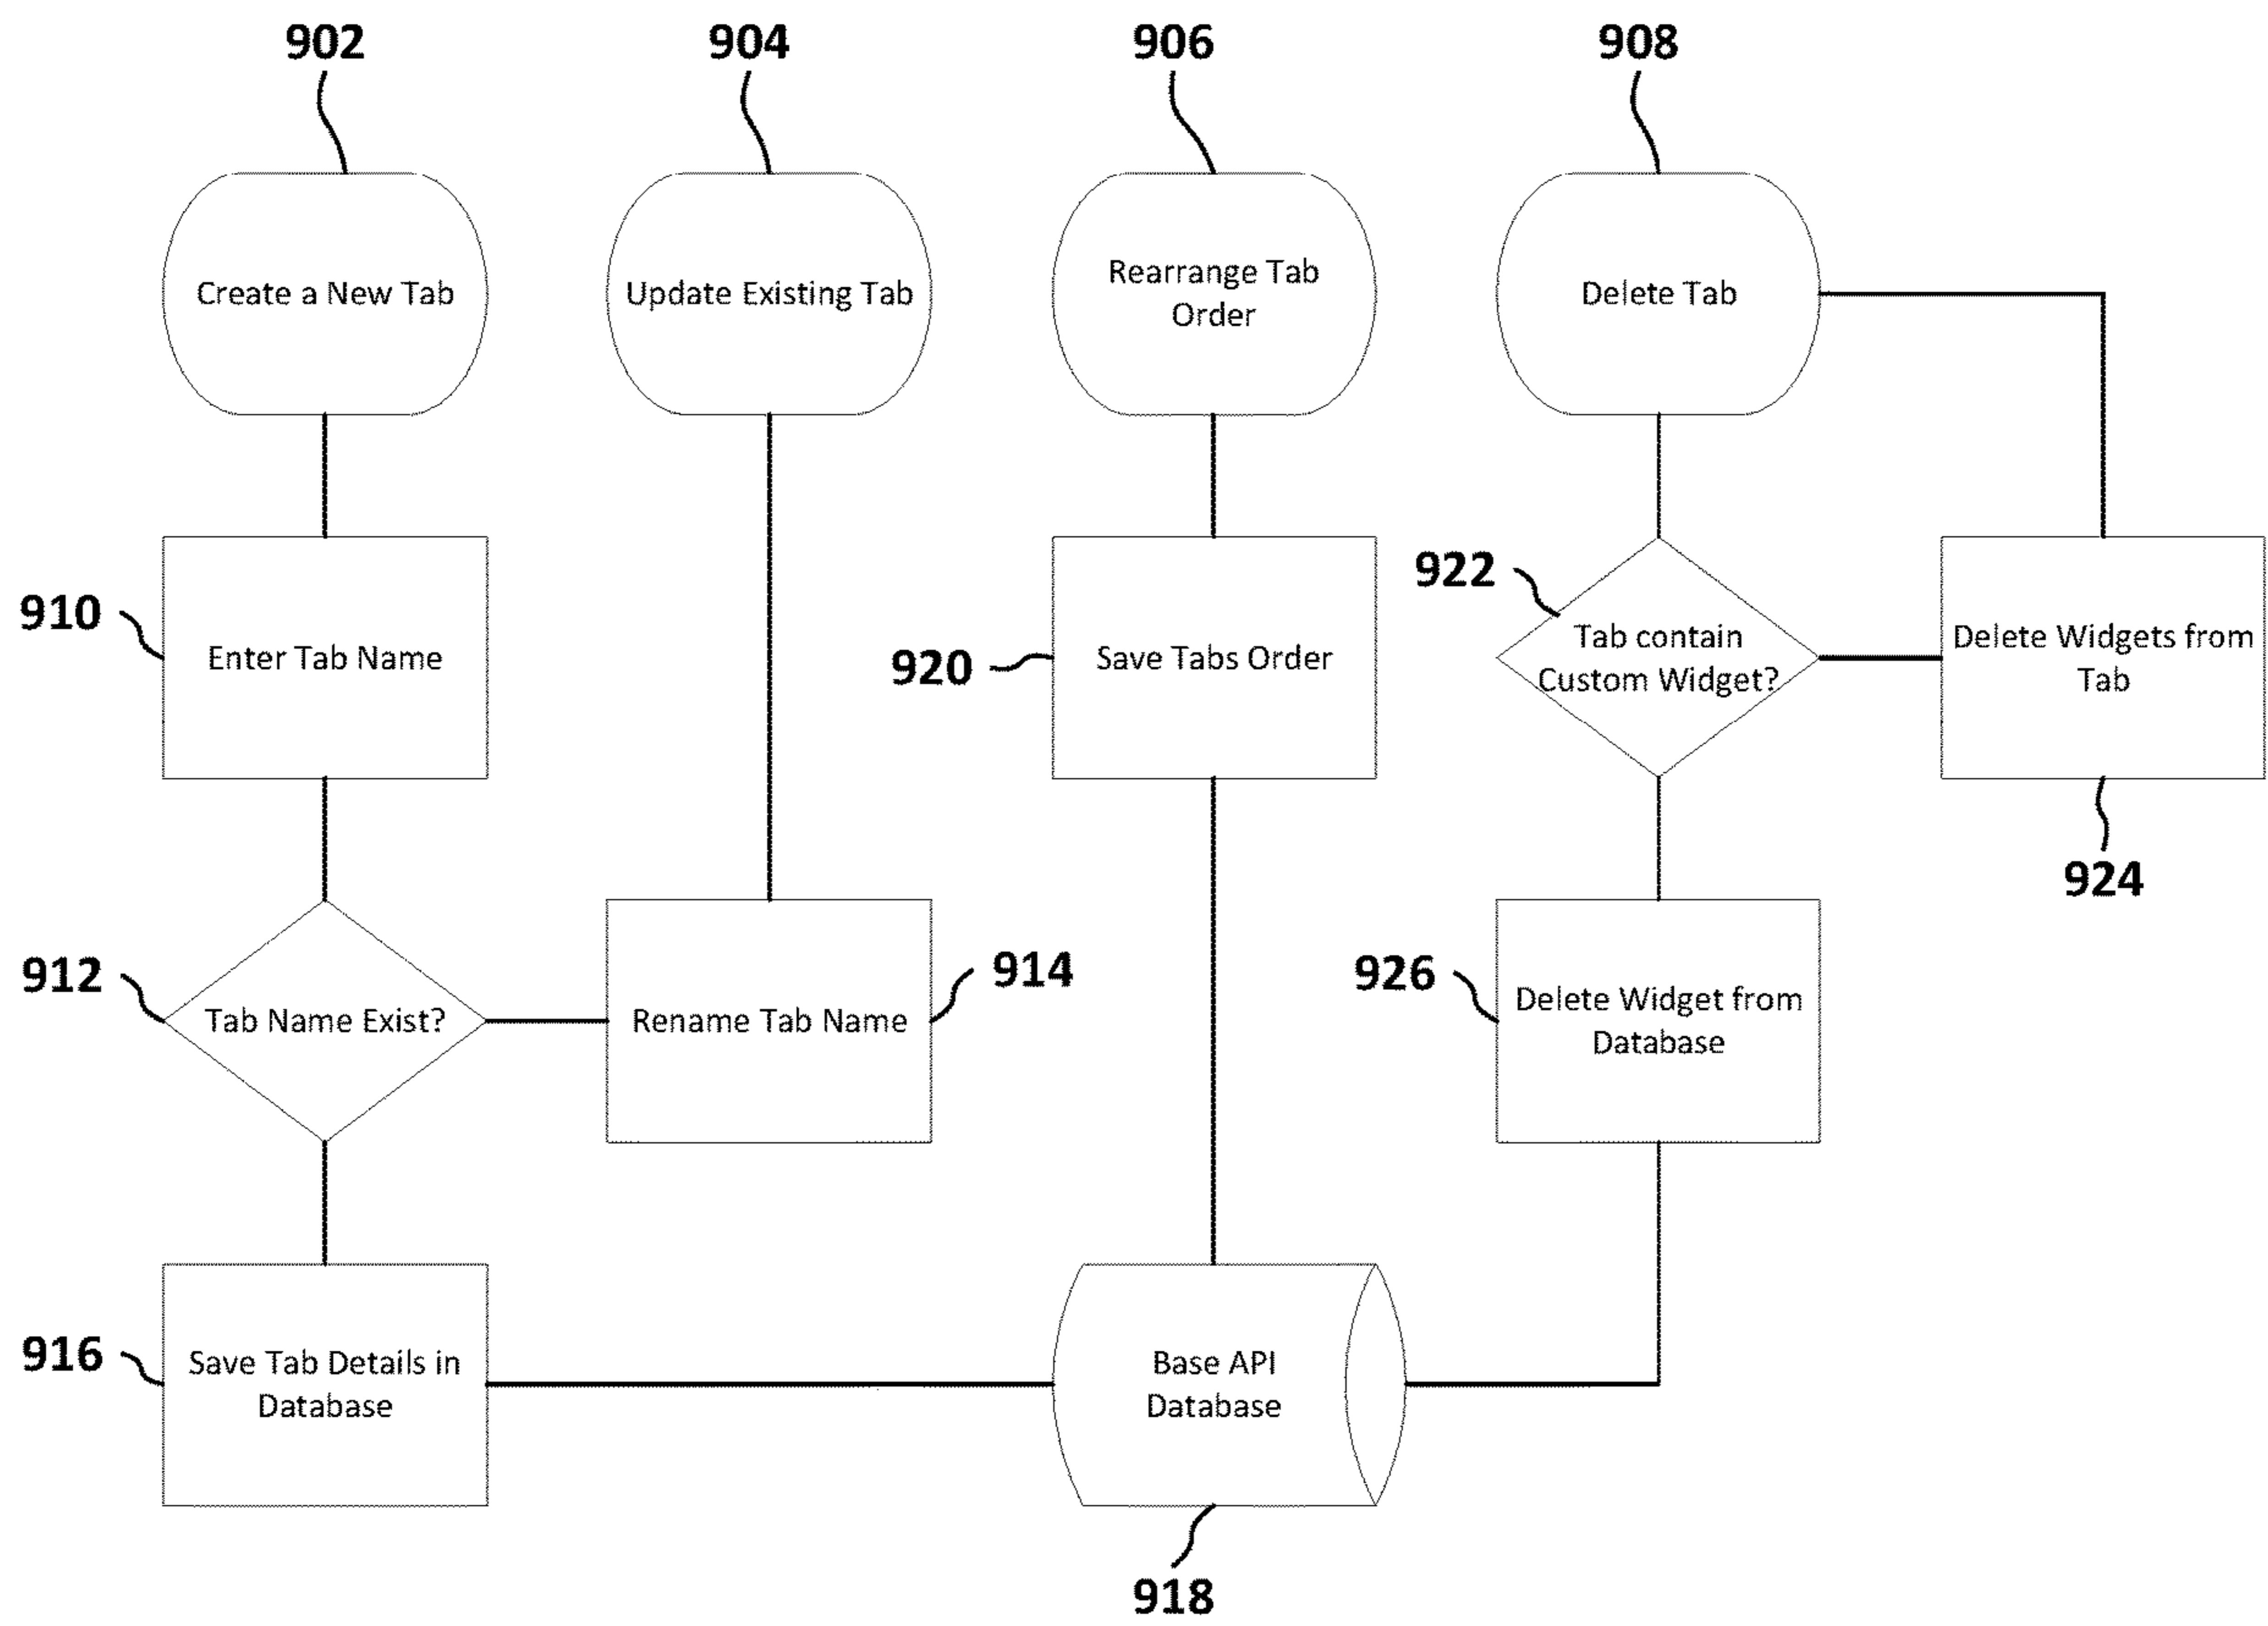 902
904
906
908
Create a New Tab
Update Existing Tab
Rearrange Tab
Order
Delete Tab
910
Enter Tab Name
920
Save Tabs Order
922
Tab contain
Custom Widget?
Delete Widgets from
Tab
924
912
Tab Name Exist?
Rename Tab Name
914
926
Delete Widget from
Database
916
Save Tab Details in
Database
Base API
Database
918